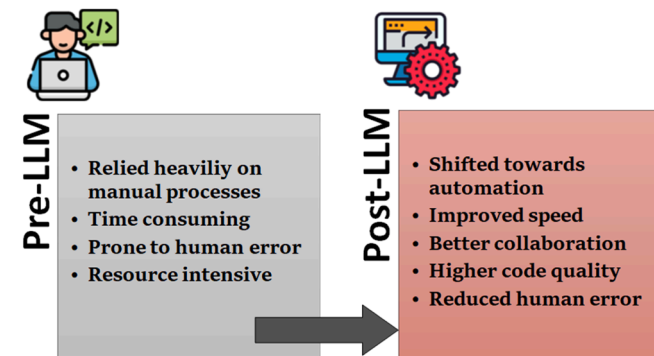 </>
Pre-LLM
• Relied heaviliy on
manual processes
• Time consuming
• Prone to human error
• Resource intensive
Post-LLM
• Shifted towards
automation
• Improved speed
• Better collaboration
• Higher code quality
• Reduced human error